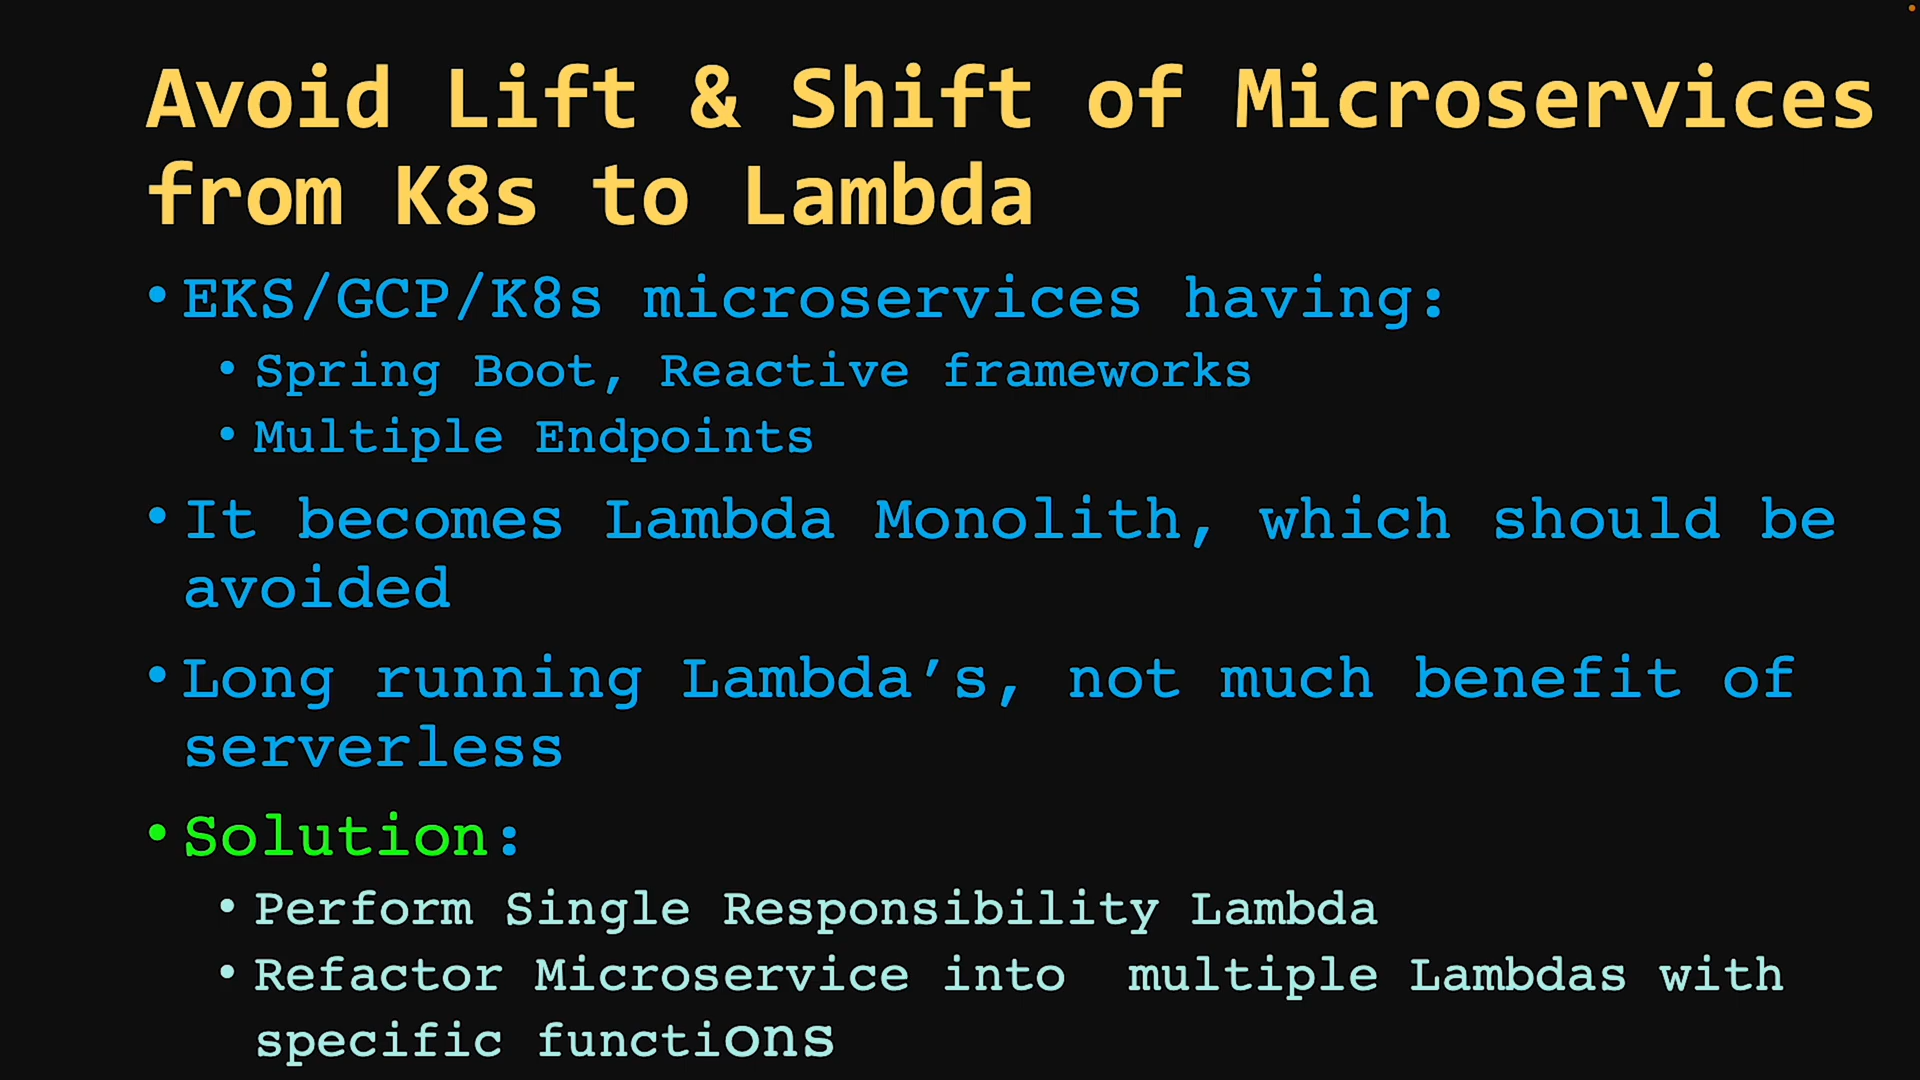 Avoid Lift & Shift of Microservices
from K8s to Lambda
• EKS/GCP/K8s microservices having:
• Spring Boot, Reactive frameworks
• Multiple Endpoints
• It becomes Lambda Monolith, which should be
avoided
• Long running Lambda’s, not much benefit of
serverless
• Solution:
• Perform Single Responsibility Lambda
• Refactor Microservice into  multiple Lambdas with
specific functions